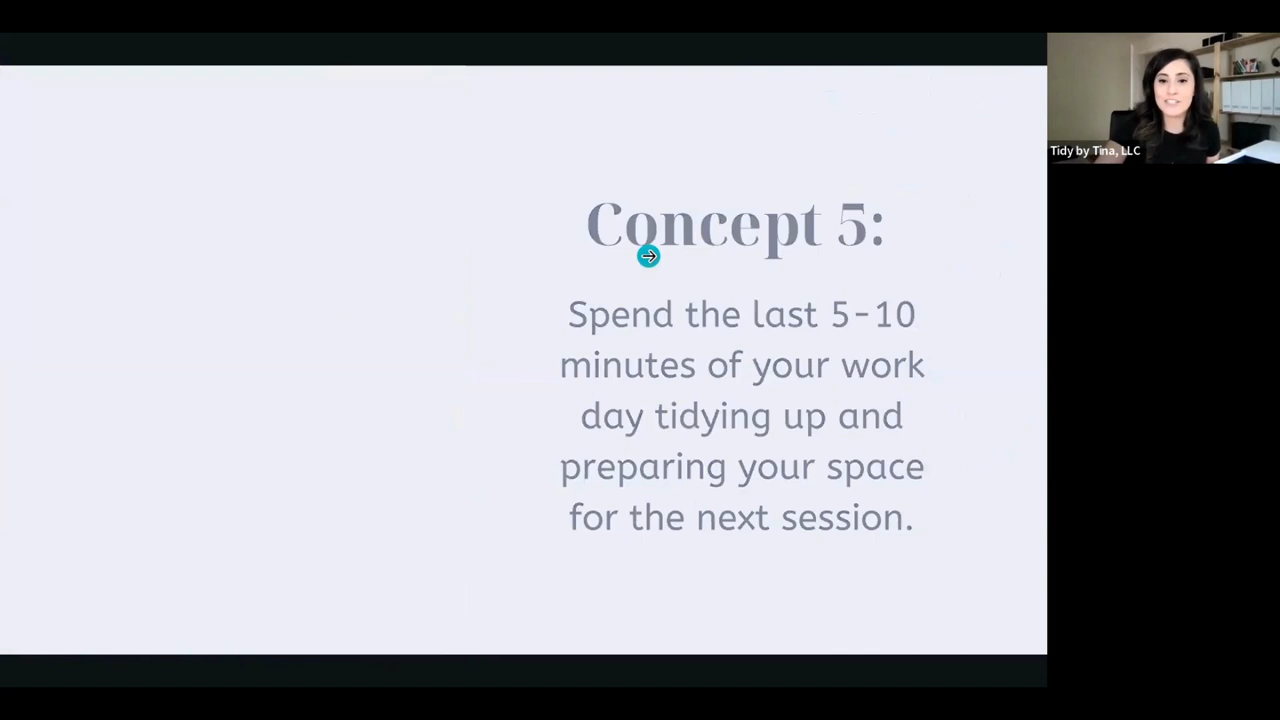 Concept 5:
Spend the last 5-10
minutes of your work
day tidying up and
preparing your space
for the next session.
Tidy by Tina, LLC